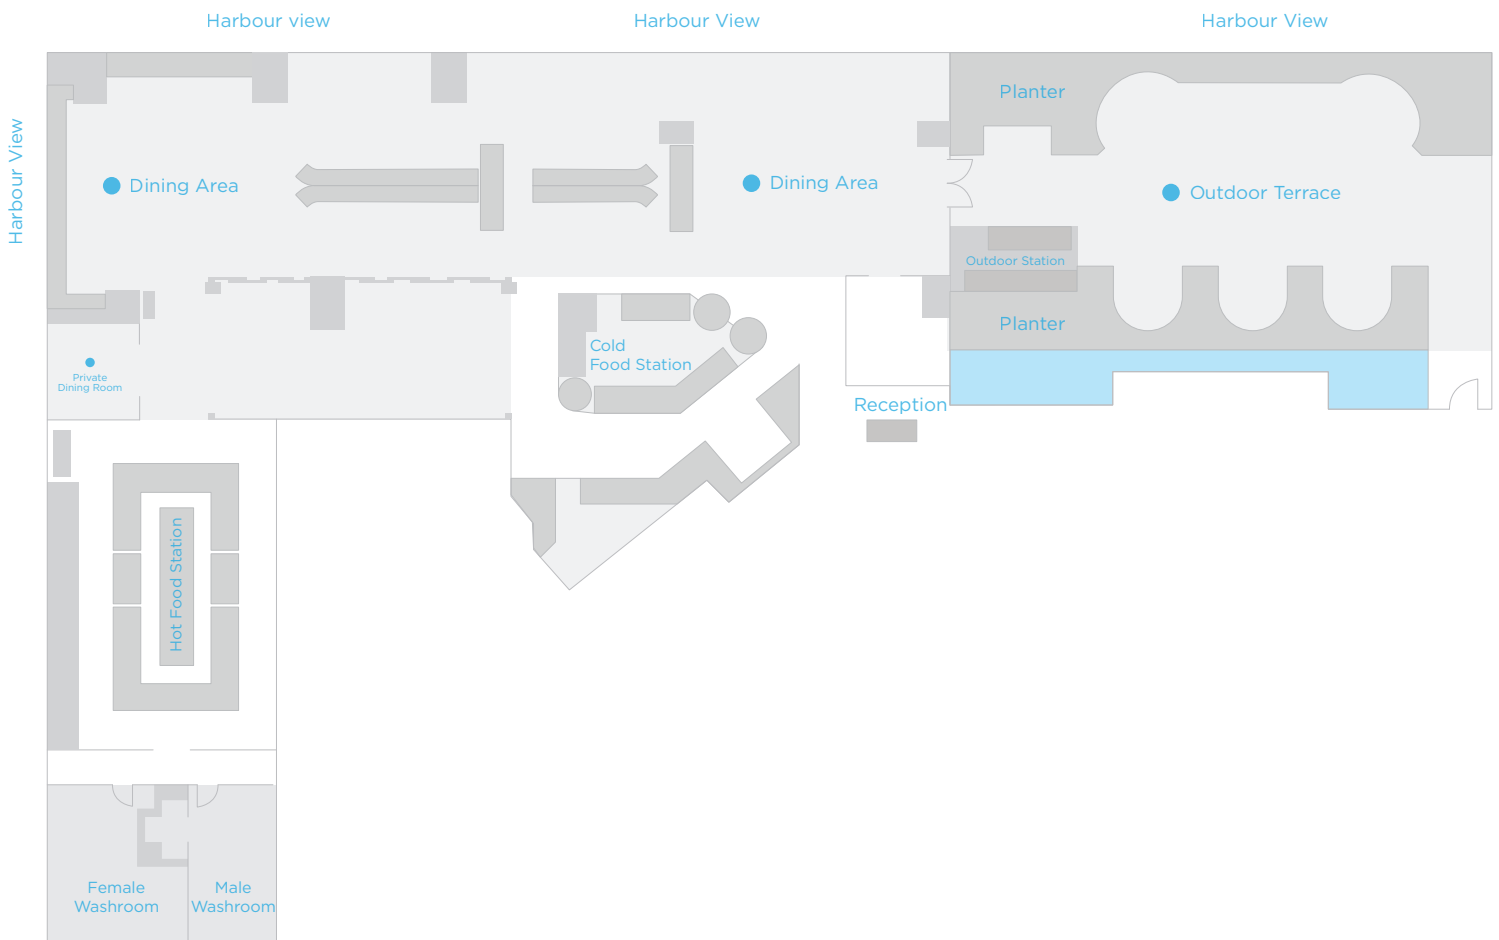 Harbour view
Harbour View
Harbour View
Harbour View
Planter
Dining Area
Dining Area
Outdoor Terrace
Outdoor Station
Planter
Cold
Food Station
Private
Dining Room
Reception
Hot Food Station
Female
Washroom
Male
Washroom